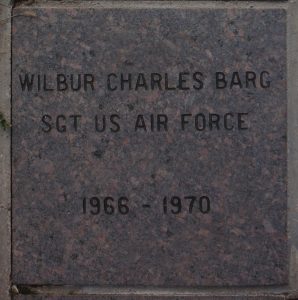 WILBUR CHARLES BARG
SGT US AIR FORCE
1966 - 1970